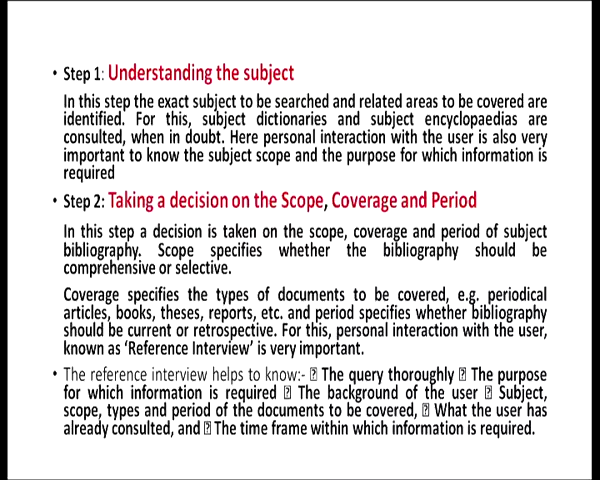 • Step 1: Understanding the subject
In this step the exact subject to be searched and related areas to be covered are
identified. For this, subject dictionaries and subject encyclopaedias are
consulted, when in doubt. Here personal interaction with the user is also very
important to know the subject scope and the purpose for which information is
required
• Step 2: Taking a decision on the Scope, Coverage and Period
In this step a decision is taken on the scope, coverage and period of subject
bibliography. Scope specifies whether the bibliography should be
comprehensive or selective.
Coverage specifies the types of documents to be covered, e.g. periodical
articles, books, theses, reports, etc. and period specifies whether bibliography
should be current or retrospective. For this, personal interaction with the user,
known as ‘Reference Interview’ is very important.
• The reference interview helps to know:- 􀂃 The query thoroughly 􀂃 The purpose
for which information is required 􀂃 The background of the user 􀂃 Subject,
scope, types and period of the documents to be covered, 􀂃 What the user has
already consulted, and 􀂃 The time frame within which information is required.